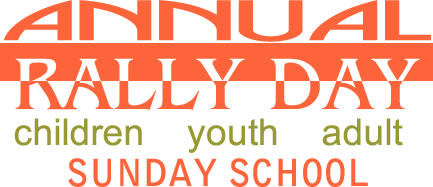 ANNUAL
RALLY DAY
children youth adult
SUNDAY SCHOOL